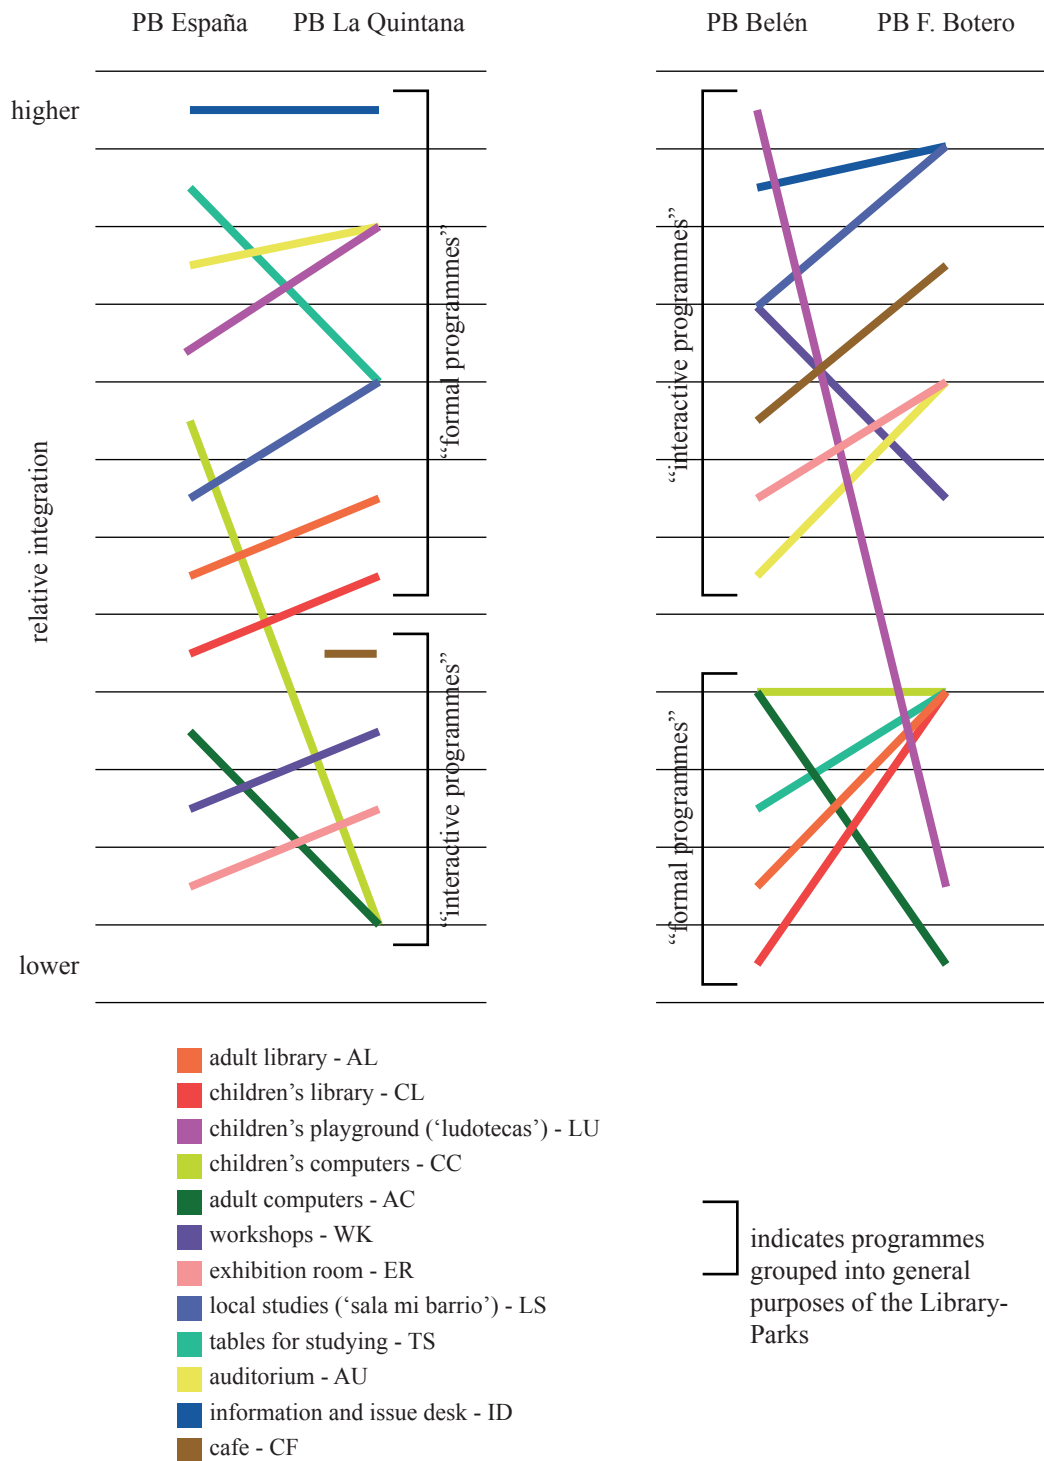 PB España
PB La Quintana
PB Belén
PB F. Botero
higher
relative integration
lower
“formal programmes”
“interactive programmes”
“interactive programmes”
“formal programmes”
adult library - AL
children’s library - CL
children’s playground (‘ludotecas’) - LU
children’s computers - CC
adult computers - AC
workshops - WK
exhibition room - ER
local studies (‘sala mi barrio’) - LS
tables for studying - TS
auditorium - AU
information and issue desk - ID
cafe - CF
indicates programmes
grouped into general
purposes of the Library-
Parks